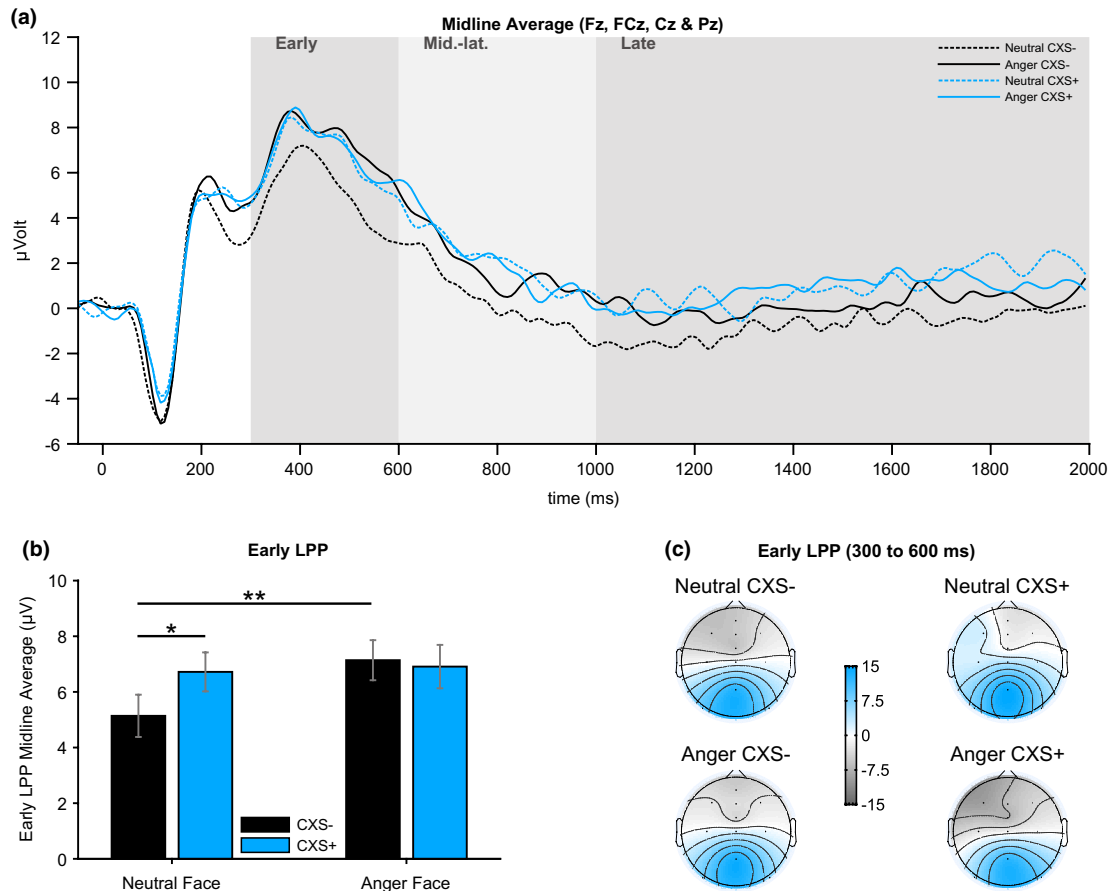 (a)
Midline Average (Fz, FCz, Cz & Pz)
Early
Mid.-lat.
Late
Neutral CXS-
Anger CXS-
Neutral CXS+
Anger CXS+
12
10
8
6
4
2
0
-2
-4
-6
µVolt
0 200 400 600 800 1000 1200 1400 1600 1800 2000
time (ms)
(b)
Early LPP
10
8
6
4
2
0
Early LPP Midline Average (µV)
**
*
CXS-
CXS+
Neutral Face
Anger Face
(c)
Early LPP (300 to 600 ms)
Neutral CXS-
Neutral CXS+
15
7.5
0
-7.5
-15
Anger CXS-
Anger CXS+